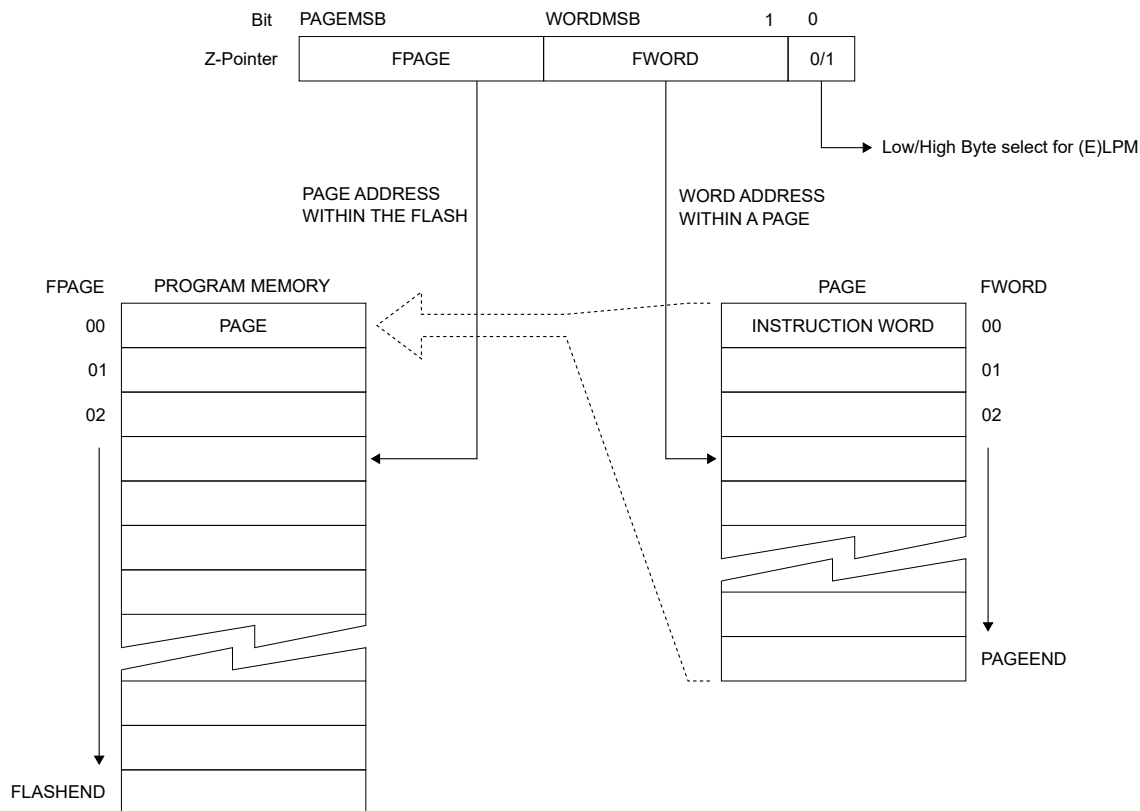 Bit PAGEMSB WORDMSB 1 0
Z-Pointer FPAGE FWORD 0/1
Low/High Byte select for (E)LPM
PAGE ADDRESS
WITHIN THE FLASH
WORD ADDRESS
WITHIN A PAGE
FPAGE PROGRAM MEMORY PAGE FWORD
00 PAGE INSTRUCTION WORD 00
01 01
02 02
PAGEEND
FLASHEND